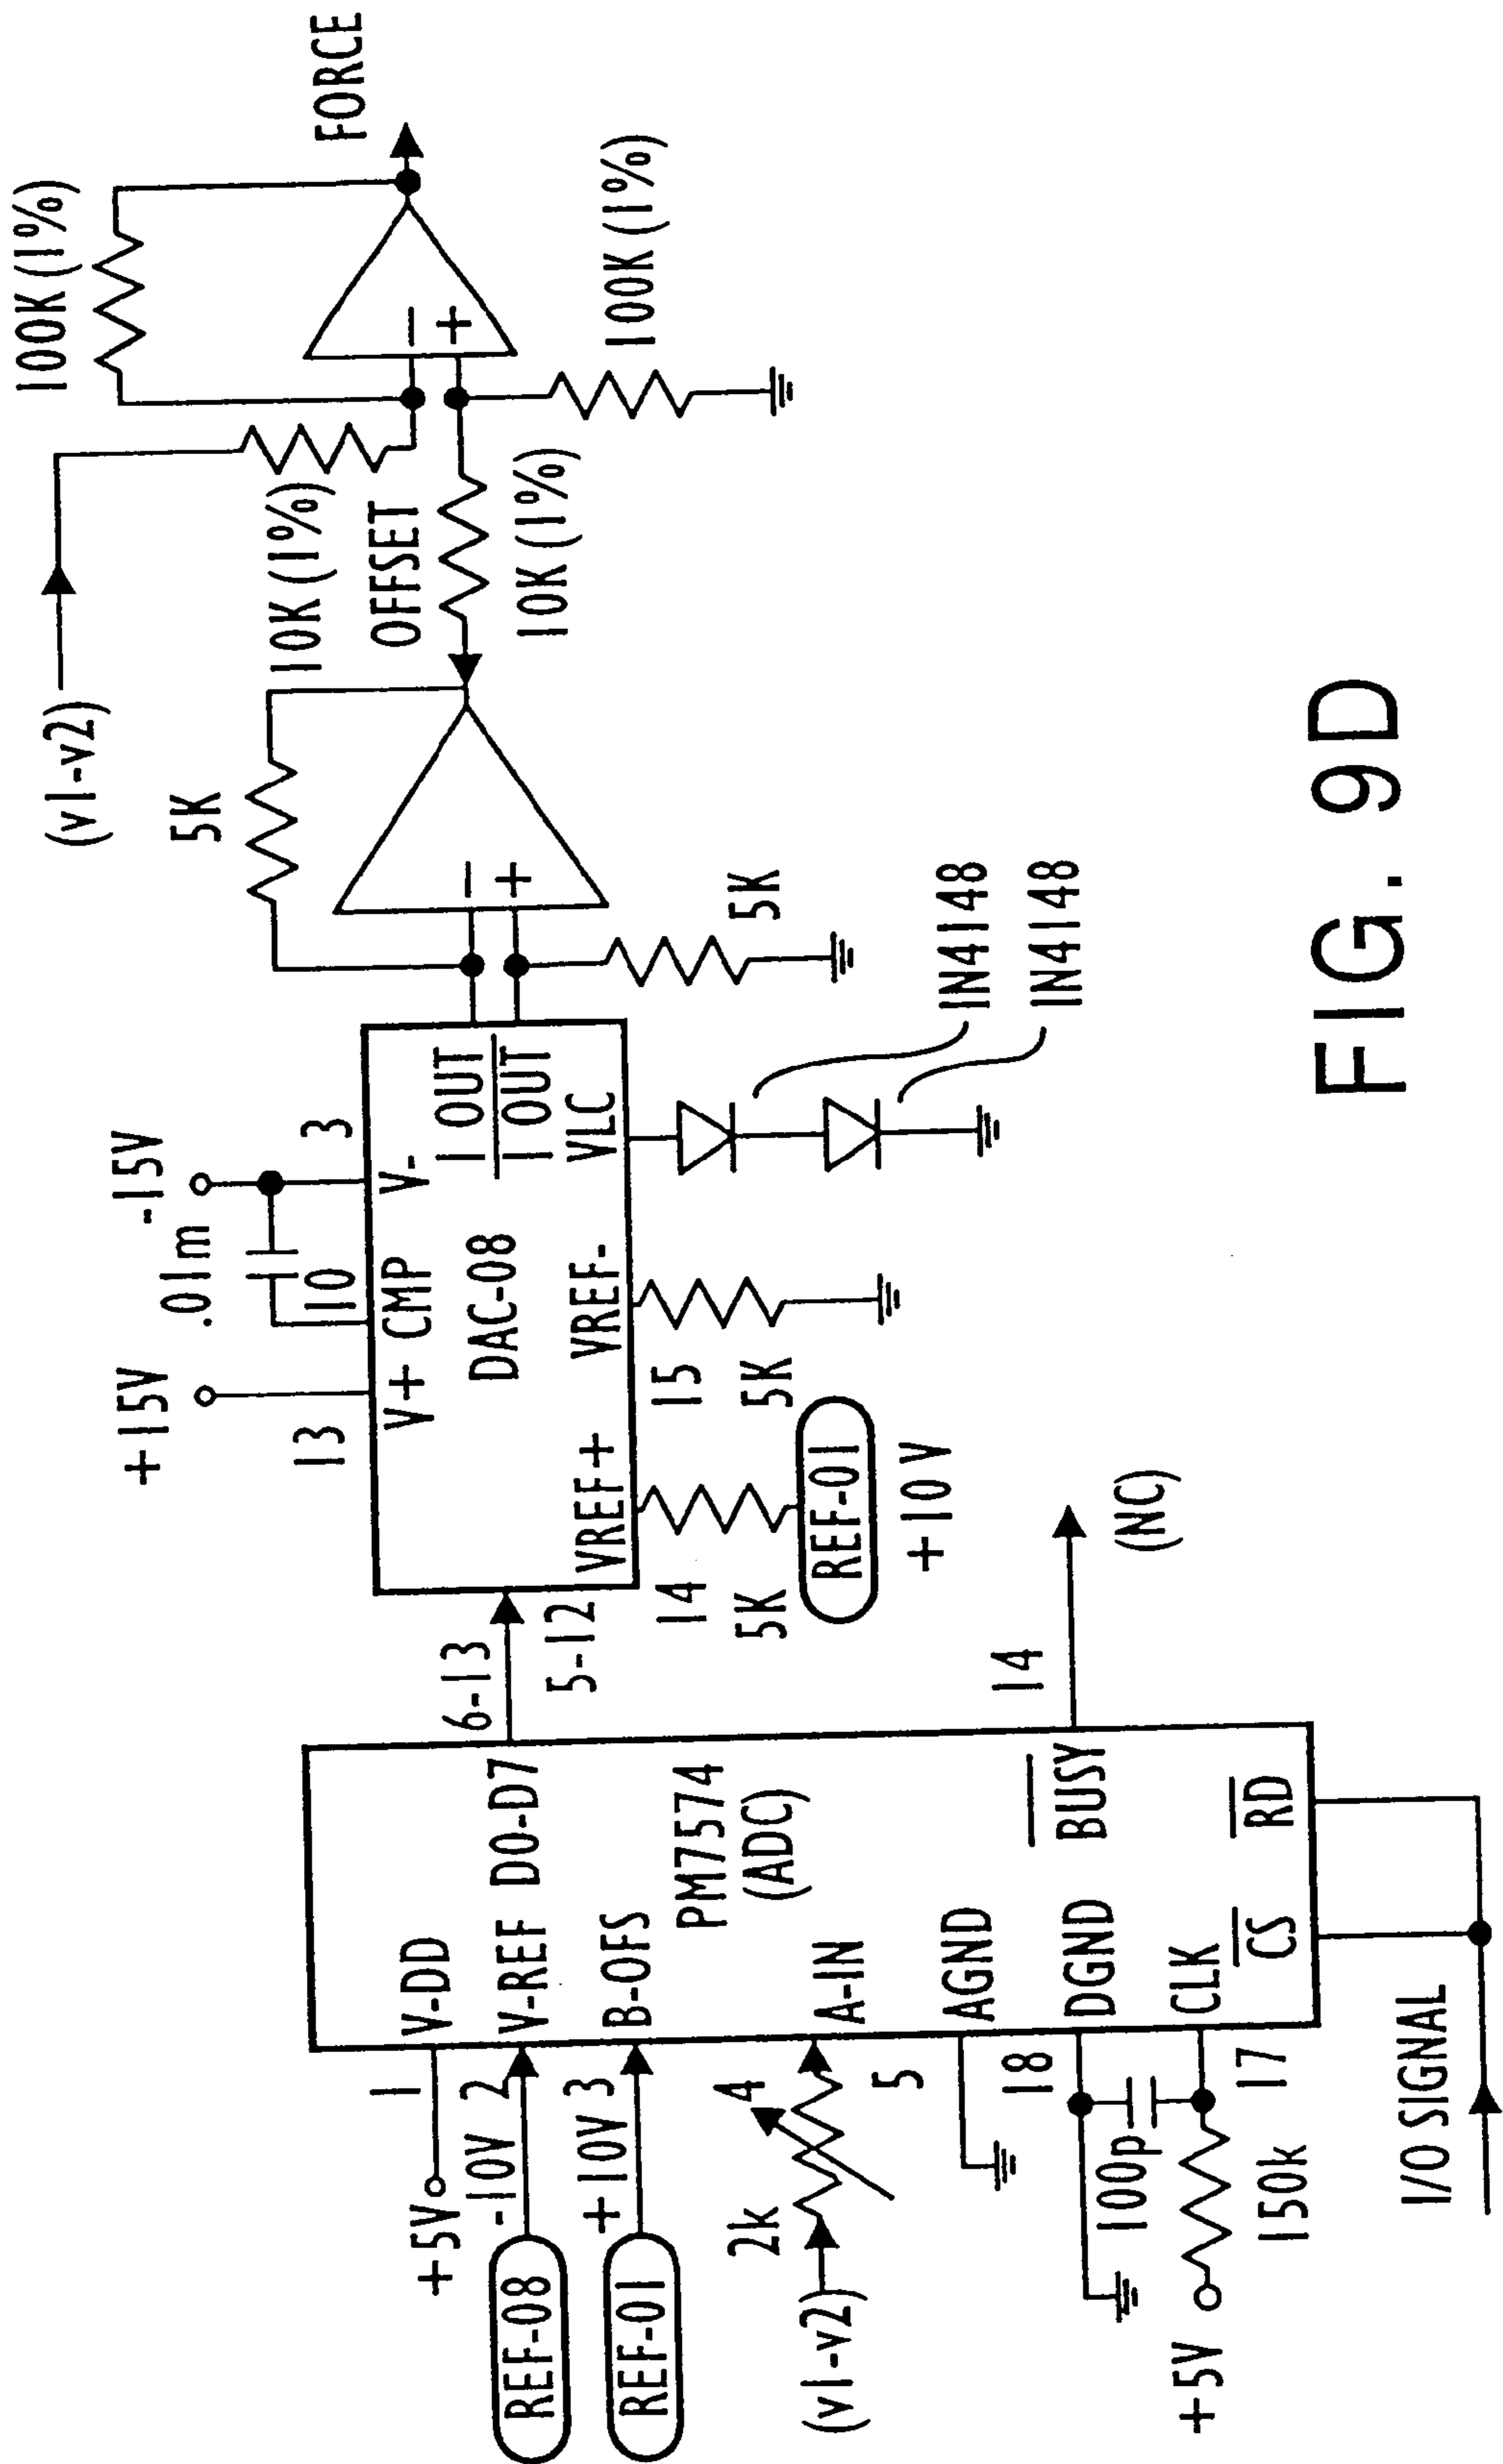 100K (1%)
(v1-v2)
FORCE
10K (1%)
5K
OFFSET
-
+
10K (1%)
100K (1%)
+15V
.01m
-15V
13
10
3
V+
CMP
V-
DAC-08
I OUT
I OUT
VREF+
VREF-
VLC
-
+
5K
6-13
5-12
14
15
5K
5K
REF-01
+10V
IN4148
IN4148
+5V
1
V-DD
REF-08
-10V
2
V-REF
D0-D7
REF-01
+10V
3
B-OFS
PM7574
(ADC)
(v1-v2)
2k
4
A-IN
5
AGND
18
DGND
BUSY
14
(NC)
100p
CLK
17
+5V
150k
CS
RD
I/O SIGNAL
FIG. 9D